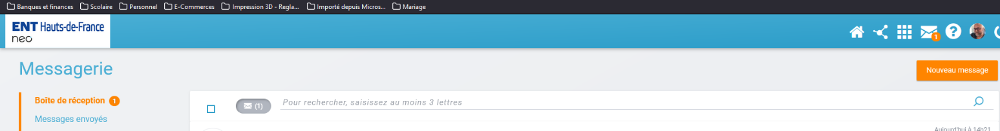 Banques et finances Scolaire Personnel E-Commerces Impression 3D - Regla... Importé depuis Micros... Mariage
ENT Hauts-de-France
neo
1
?
Messagerie
Nouveau message
Boîte de réception 1
(1) Pour rechercher, saisissez au moins 3 lettres
Messages envoyés
Aujourd'hui à 14h21